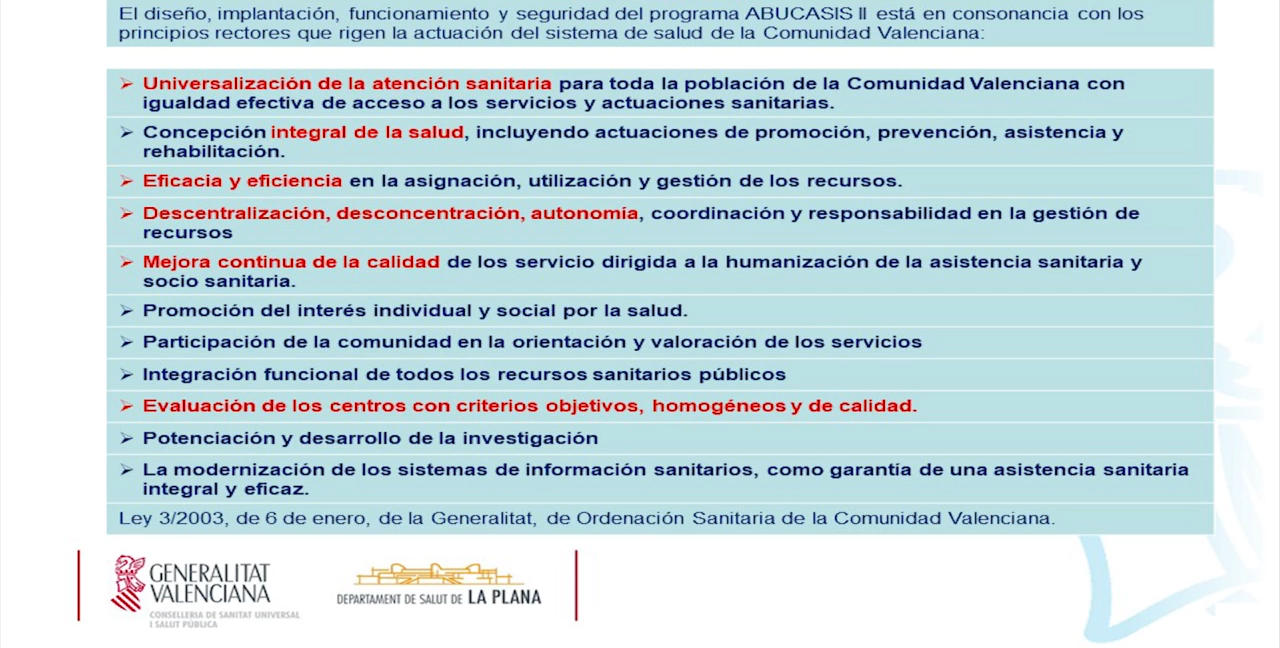 El diseño, implantación, funcionamiento y seguridad del programa ABUCASIS II está en consonancia con los
principios rectores que rigen la actuación del sistema de salud de la Comunidad Valenciana:
➢ Universalización de la atención sanitaria para toda la población de la Comunidad Valenciana con
igualdad efectiva de acceso a los servicios y actuaciones sanitarias.
➢ Concepción integral de la salud, incluyendo actuaciones de promoción, prevención, asistencia y
rehabilitación.
➢ Eficacia y eficiencia en la asignación, utilización y gestión de los recursos.
➢ Descentralización, desconcentración, autonomía, coordinación y responsabilidad en la gestión de
recursos
➢ Mejora continua de la calidad de los servicio dirigida a la humanización de la asistencia sanitaria y
socio sanitaria.
➢ Promoción del interés individual y social por la salud.
➢ Participación de la comunidad en la orientación y valoración de los servicios
➢ Integración funcional de todos los recursos sanitarios públicos
➢ Evaluación de los centros con criterios objetivos, homogéneos y de calidad.
➢ Potenciación y desarrollo de la investigación
➢ La modernización de los sistemas de información sanitarios, como garantía de una asistencia sanitaria
integral y eficaz.
Ley 3/2003, de 6 de enero, de la Generalitat, de Ordenación Sanitaria de la Comunidad Valenciana.
GENERALITAT
VALENCIANA
CONSELLERIA DE SANITAT UNIVERSAL
I SALUT PÚBLICA
DEPARTAMENT DE SALUT DE LA PLANA